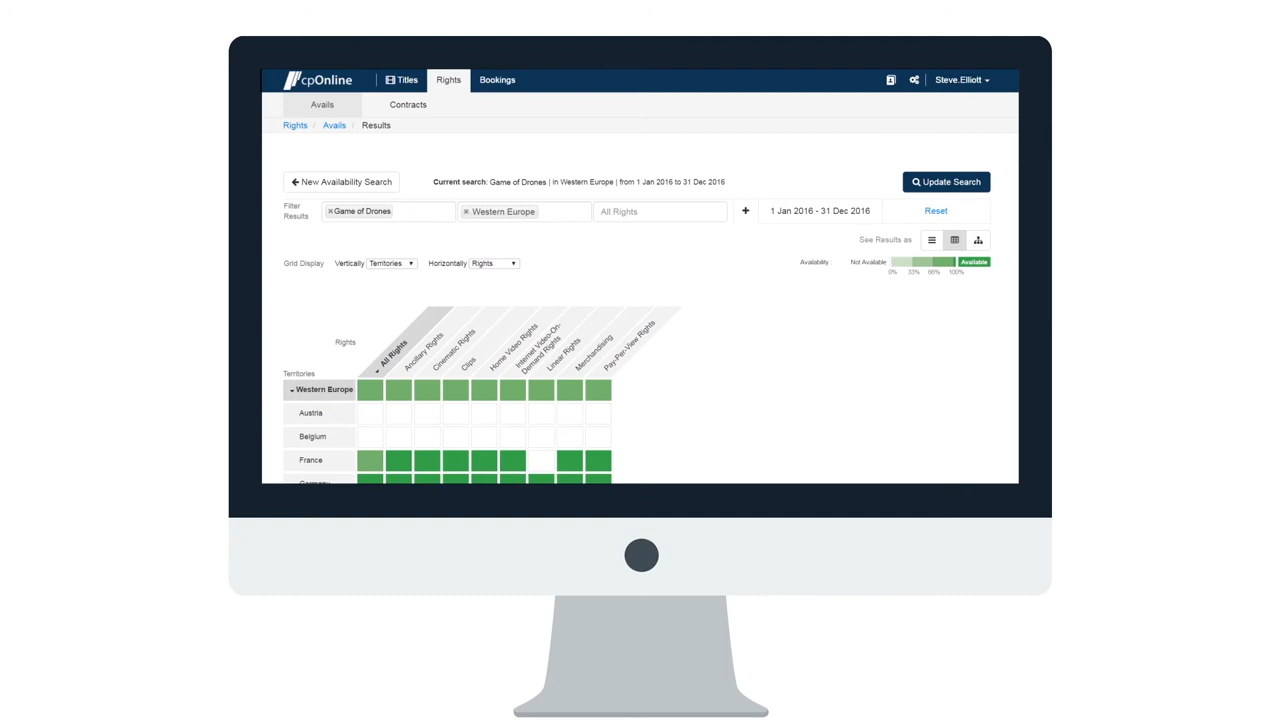 cpOnline Titles Rights Bookings Steve.Elliott
Avails Contracts
Rights / Avails / Results
New Availability Search Current search: Game of Drones | in Western Europe | from 1 Jan 2016 to 31 Dec 2016 Update Search
Filter Results ×Game of Drones × Western Europe All Rights + 1 Jan 2016 - 31 Dec 2016 Reset
See Results as
Grid Display Vertically Territories Horizontally Rights Availability : Not Available Available
0% 33% 66% 100%
Rights
All Rights
Ancillary Rights
Cinematic Rights
Clips
Home Video Rights
Internet Video-On-
Demand Rights
Linear Rights
Merchandising
Pay-Per-View Rights
Territories
Western Europe
Austria
Belgium
France
Germany